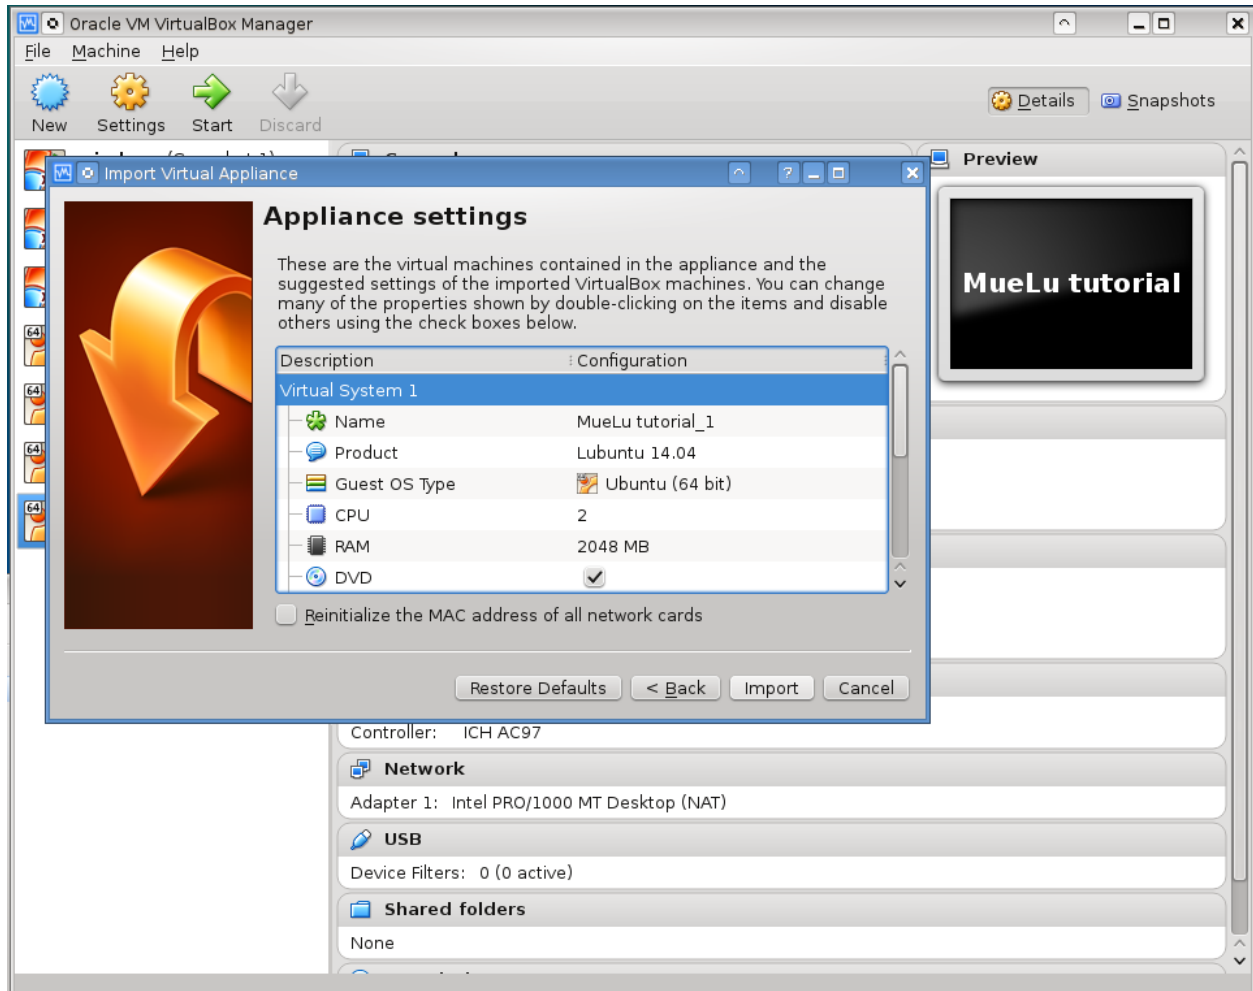 Oracle VM VirtualBox Manager
File Machine Help
New Settings Start Discard
Details Snapshots
Preview
MueLu tutorial
Import Virtual Appliance
Appliance settings
These are the virtual machines contained in the appliance and the
suggested settings of the imported VirtualBox machines. You can change
many of the properties shown by double-clicking on the items and disable
others using the check boxes below.
Description Configuration
Virtual System 1
Name MueLu tutorial_1
Product Lubuntu 14.04
Guest OS Type Ubuntu (64 bit)
CPU 2
RAM 2048 MB
DVD
Reinitialize the MAC address of all network cards
Restore Defaults < Back Import Cancel
64
64
64
64
Controller: ICH AC97
Network
Adapter 1: Intel PRO/1000 MT Desktop (NAT)
USB
Device Filters: 0 (0 active)
Shared folders
None